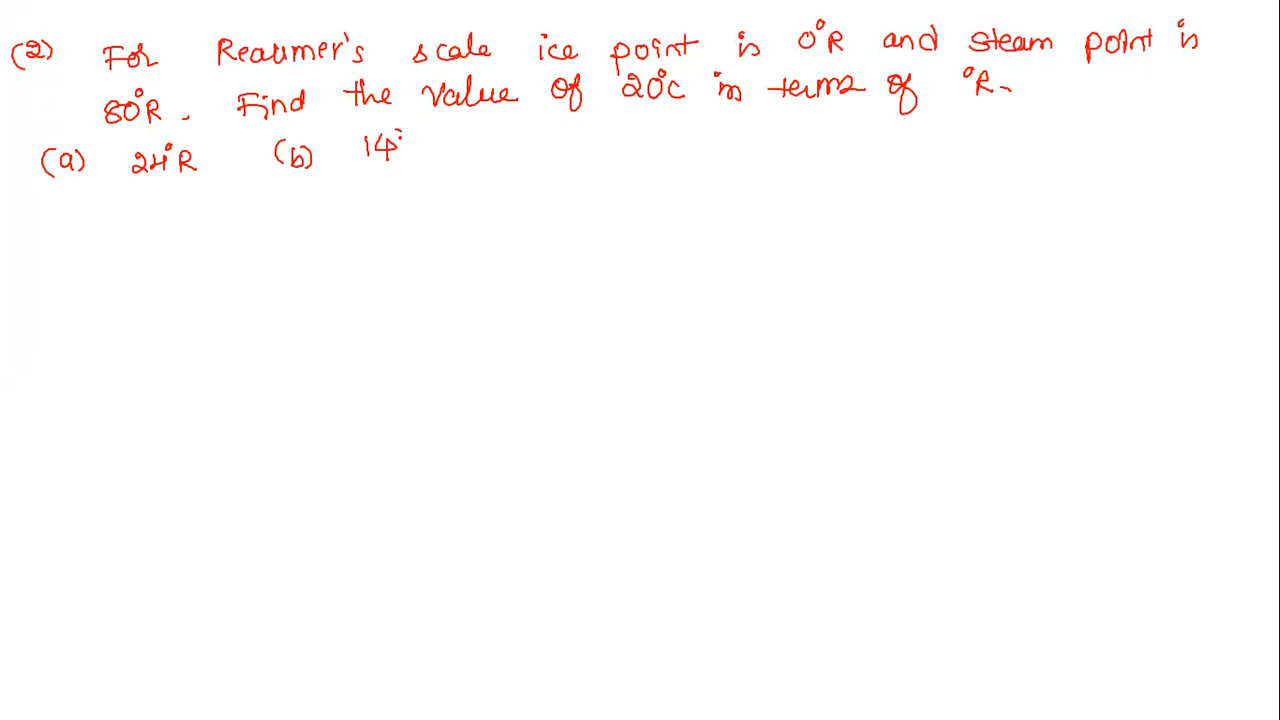 (2) For Reaumer's scale ice point is 0°R and steam point is
80°R. Find the value of 20°C in terms of °R.
(a) 24°R (b) 14°